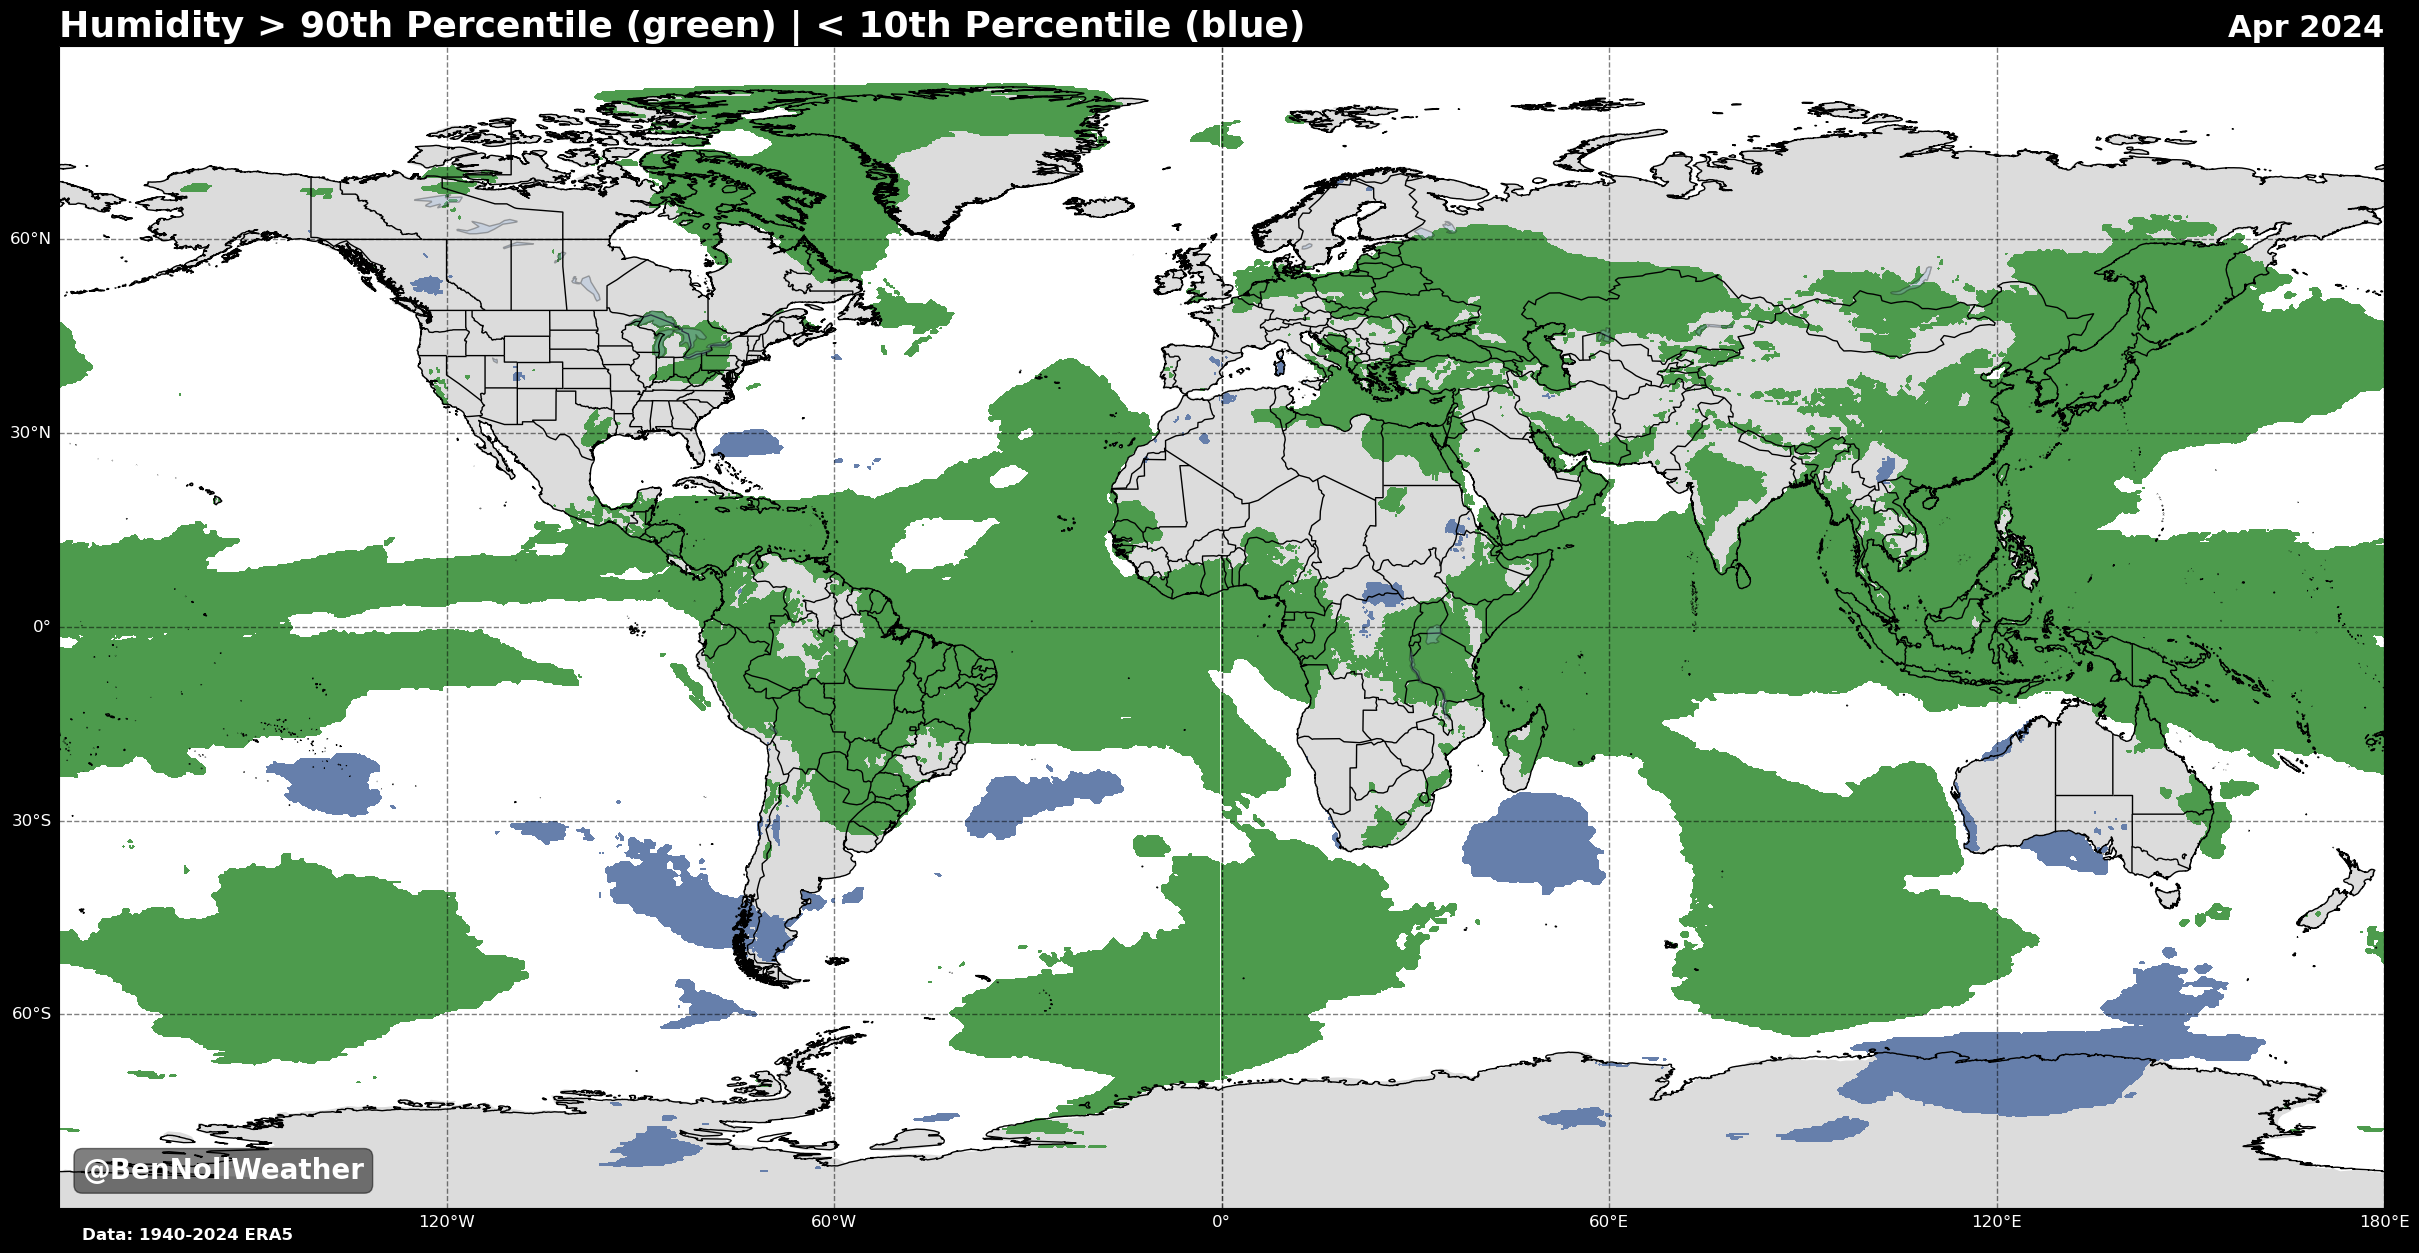 Humidity > 90th Percentile (green) | < 10th Percentile (blue)
Apr 2024
60°N
30°N
0°
30°S
60°S
@BenNollWeather
120°W
60°W
0°
60°E
120°E
180°E
Data: 1940-2024 ERA5